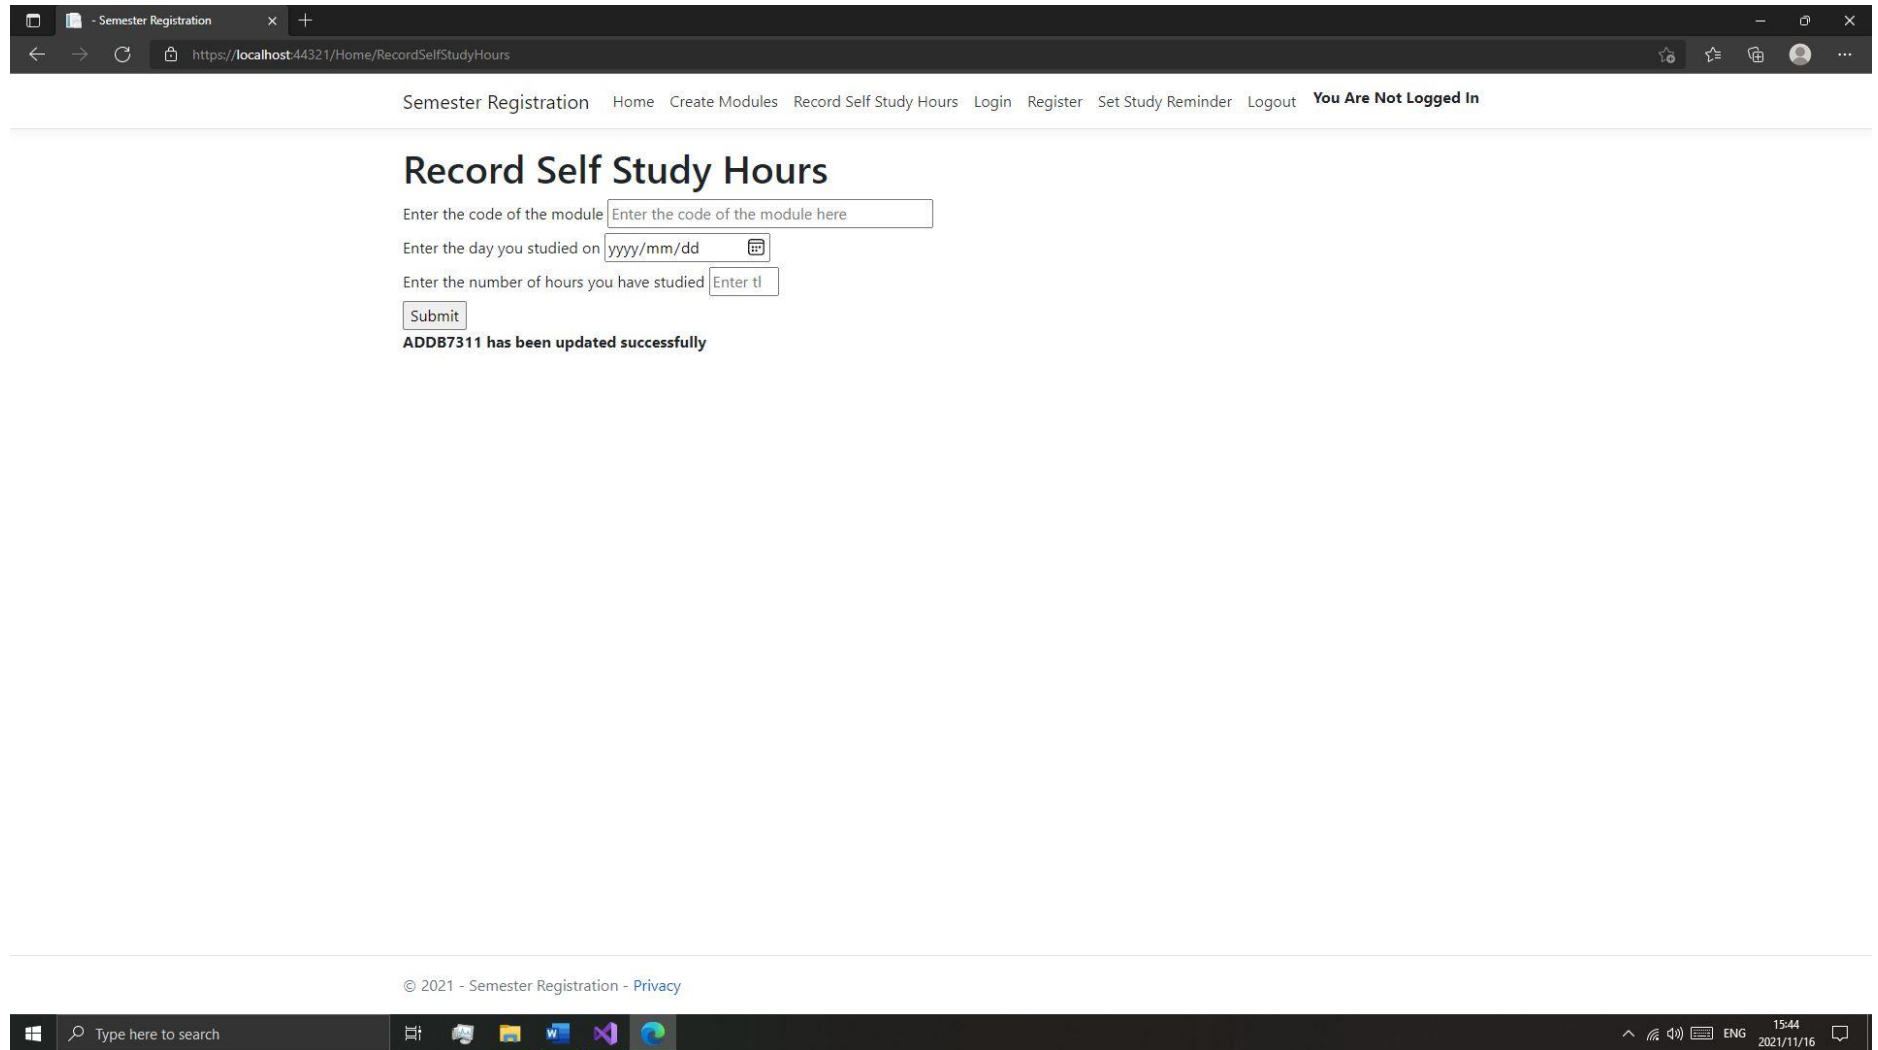 - Semester Registration
https://localhost:44321/Home/RecordSelfStudyHours
Semester Registration Home Create Modules Record Self Study Hours Login Register Set Study Reminder Logout You Are Not Logged In
Record Self Study Hours
Enter the code of the module Enter the code of the module here
Enter the day you studied on yyyy/mm/dd
Enter the number of hours you have studied Enter tl
Submit
ADDB7311 has been updated successfully
© 2021 - Semester Registration - Privacy
Type here to search
ENG
15:44
2021/11/16